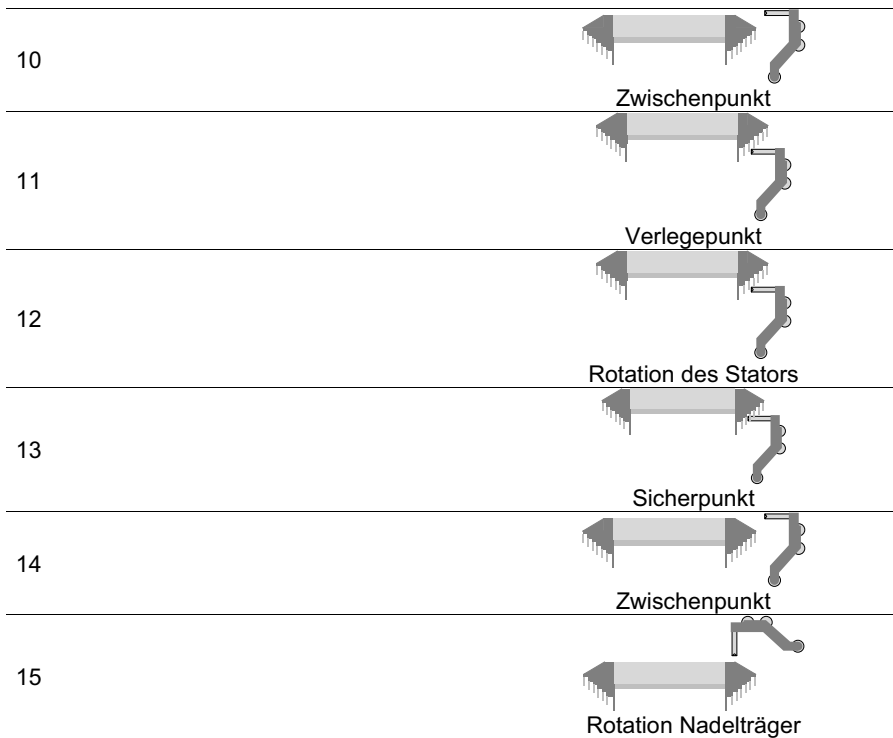 10
Zwischenpunkt
11
Verlegepunkt
12
Rotation des Stators
13
Sicherpunkt
14
Zwischenpunkt
15
Rotation Nadelträger